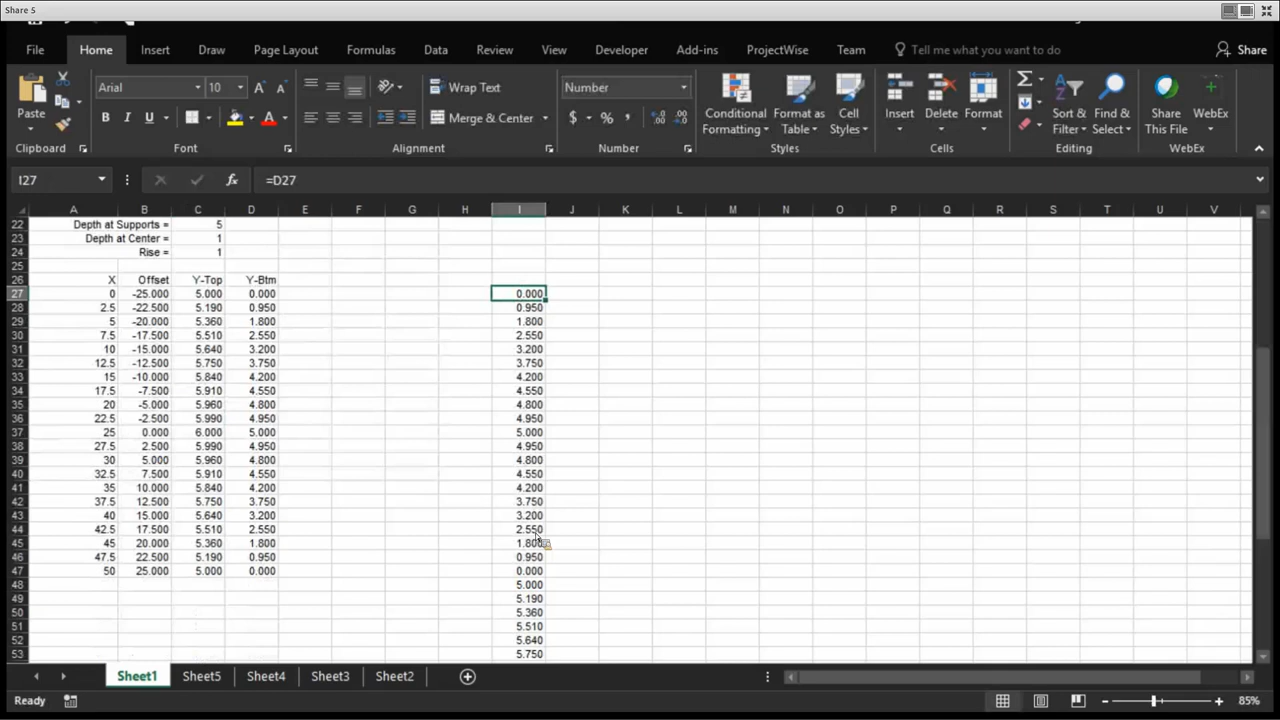 Share 5
File Home Insert Draw Page Layout Formulas Data Review View Developer Add-ins ProjectWise Team Tell me what you want to do Share
Paste Arial 10 A A Wrap Text Number Conditional Formatting Format as Table Cell Styles Insert Delete Format Sort & Filter Find & Select Share This File WebEx
B I U A Merge & Center $ % ,
Clipboard Font Alignment Number Styles Cells Editing WebEx
I27 fx =D27
A B C D E F G H I J K L M N O P Q R S T U V
22 Depth at Supports = 5
23 Depth at Center = 1
24 Rise = 1
25
26 X Offset Y-Top Y-Btm
27 0 -25.000 5.000 0.000 0.000
28 2.5 -22.500 5.190 0.950 0.950
29 5 -20.000 5.360 1.800 1.800
30 7.5 -17.500 5.510 2.550 2.550
31 10 -15.000 5.640 3.200 3.200
32 12.5 -12.500 5.750 3.750 3.750
33 15 -10.000 5.840 4.200 4.200
34 17.5 -7.500 5.910 4.550 4.550
35 20 -5.000 5.960 4.800 4.800
36 22.5 -2.500 5.990 4.950 4.950
37 25 0.000 6.000 5.000 5.000
38 27.5 2.500 5.990 4.950 4.950
39 30 5.000 5.960 4.800 4.800
40 32.5 7.500 5.910 4.550 4.550
41 35 10.000 5.840 4.200 4.200
42 37.5 12.500 5.750 3.750 3.750
43 40 15.000 5.640 3.200 3.200
44 42.5 17.500 5.510 2.550 2.550
45 45 20.000 5.360 1.800 1.800
46 47.5 22.500 5.190 0.950 0.950
47 50 25.000 5.000 0.000 0.000
48 5.000
49 5.190
50 5.360
51 5.510
52 5.640
53 5.750
Sheet1 Sheet5 Sheet4 Sheet3 Sheet2
Ready 85%